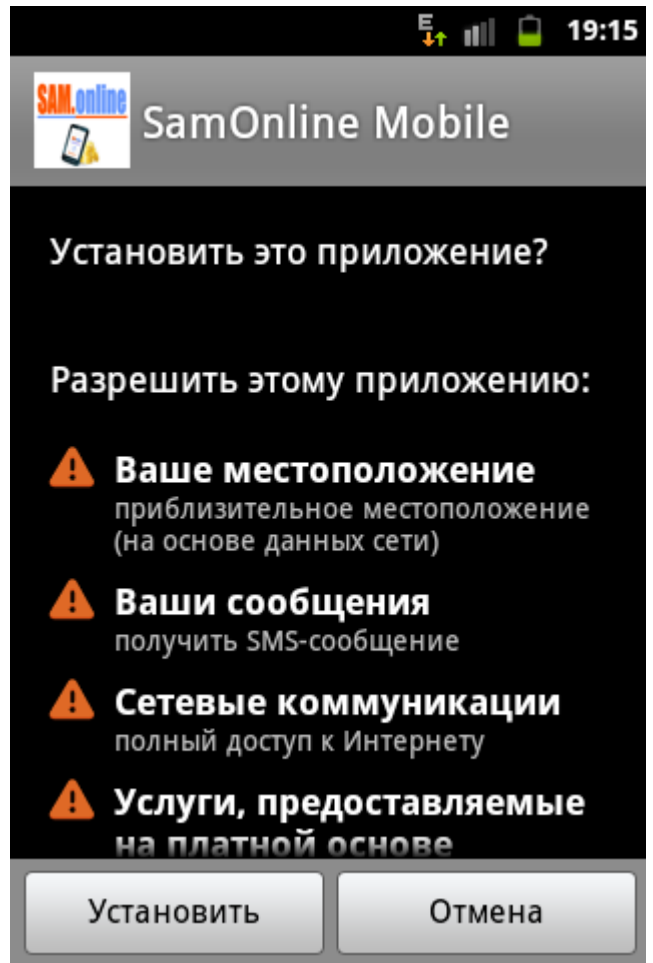 E
19:15
SAM.online
SamOnline Mobile
Установить это приложение?
Разрешить этому приложению:
Ваше местоположение
приблизительное местоположение
(на основе данных сети)
Ваши сообщения
получить SMS-сообщение
Сетевые коммуникации
полный доступ к Интернету
Услуги, предоставляемые
на платной основе
Установить
Отмена